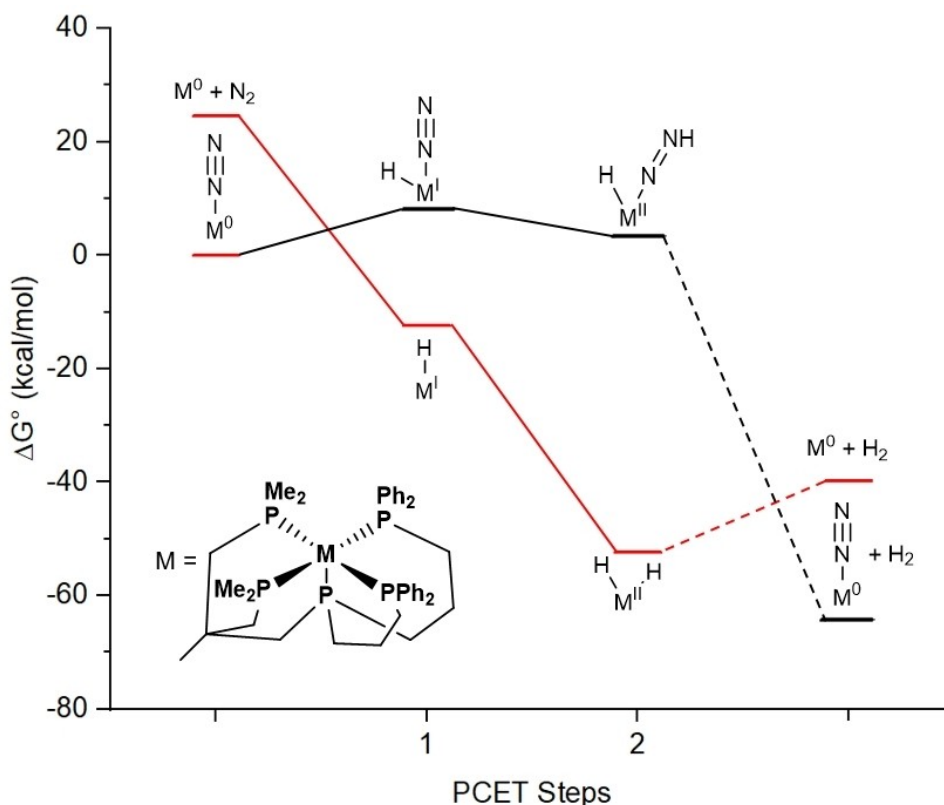 40
20
0
-20
-40
-60
-80
ΔG° (kcal/mol)
1
2
PCET Steps
M⁰ + N₂
N
N
M⁰
N
N
H
Mᴵ
NH
H
N
Mᴵᴵ
H
Mᴵ
H
H
Mᴵᴵ
M⁰ + H₂
N
N
+ H₂
M⁰
M =
Me₂
P
Ph₂
P
M
Me₂P
P
PPh₂